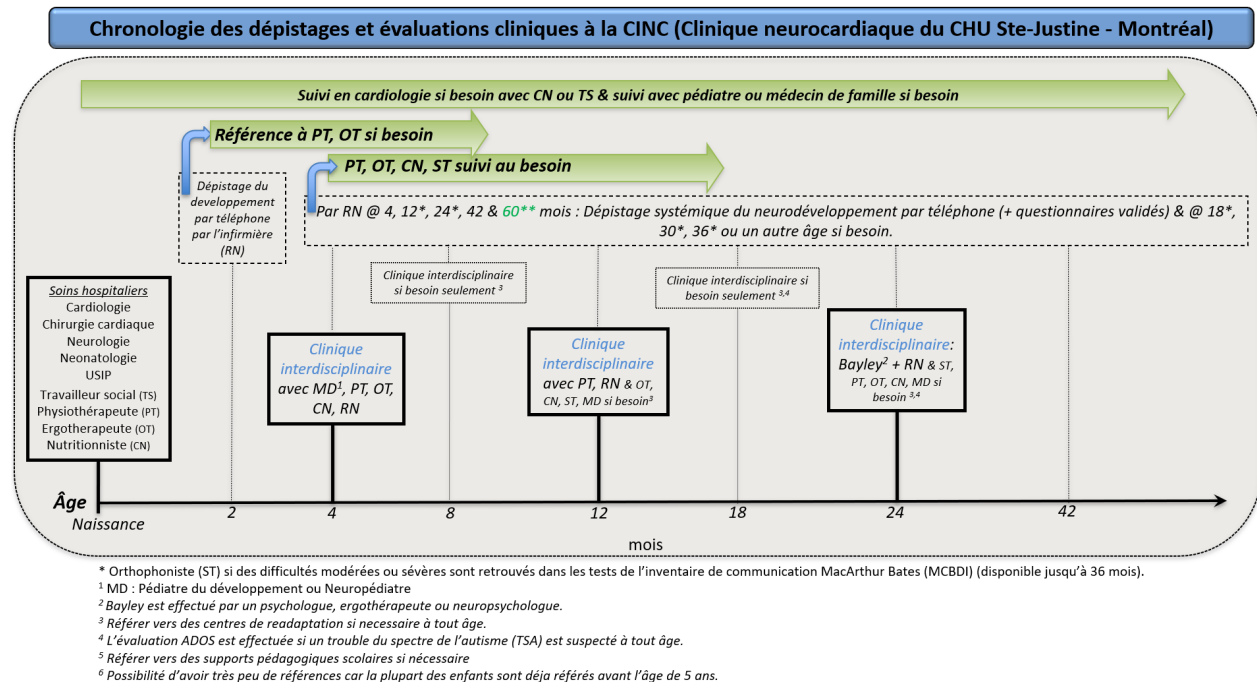 Chronologie des dépistages et évaluations cliniques à la CINC (Clinique neurocardiaque du CHU Ste-Justine - Montréal)
Suivi en cardiologie si besoin avec CN ou TS & suivi avec pédiatre ou médecin de famille si besoin
Référence à PT, OT si besoin
PT, OT, CN, ST suivi au besoin
Dépistage du
developpement
par téléphone
par l'infirmière
(RN)
Par RN @ 4, 12*, 24*, 42 & 60** mois : Dépistage systémique du neurodéveloppement par téléphone (+ questionnaires validés) & @ 18*,
30*, 36* ou un autre âge si besoin.
Clinique interdisciplinaire
si besoin seulement ³
Clinique interdisciplinaire si
besoin seulement ³,⁴
Soins hospitaliers
Cardiologie
Chirurgie cardiaque
Neurologie
Neonatologie
USIP
Travailleur social (TS)
Physiothérapeute (PT)
Ergotherapeute (OT)
Nutritionniste (CN)
Clinique
interdisciplinaire
avec MD¹, PT, OT,
CN, RN
Clinique
interdisciplinaire
avec PT, RN & OT,
CN, ST, MD si besoin³
Clinique
interdisciplinaire:
Bayley² + RN & ST,
PT, OT, CN, MD si
besoin ³,⁴
Âge
Naissance
2
4
8
12
18
24
42
mois
* Orthophoniste (ST) si des difficultés modérées ou sévères sont retrouvés dans les tests de l'inventaire de communication MacArthur Bates (MCBDI) (disponible jusqu'à 36 mois).
¹ MD : Pédiatre du développement ou Neuropédiatre
² Bayley est effectué par un psychologue, ergothérapeute ou neuropsychologue.
³ Référer vers des centres de readaptation si necessaire à tout âge.
⁴ L'évaluation ADOS est effectuée si un trouble du spectre de l'autisme (TSA) est suspecté à tout âge.
⁵ Référer vers des supports pédagogiques scolaires si nécessaire
⁶ Possibilité d'avoir très peu de références car la plupart des enfants sont déja référés avant l'âge de 5 ans.